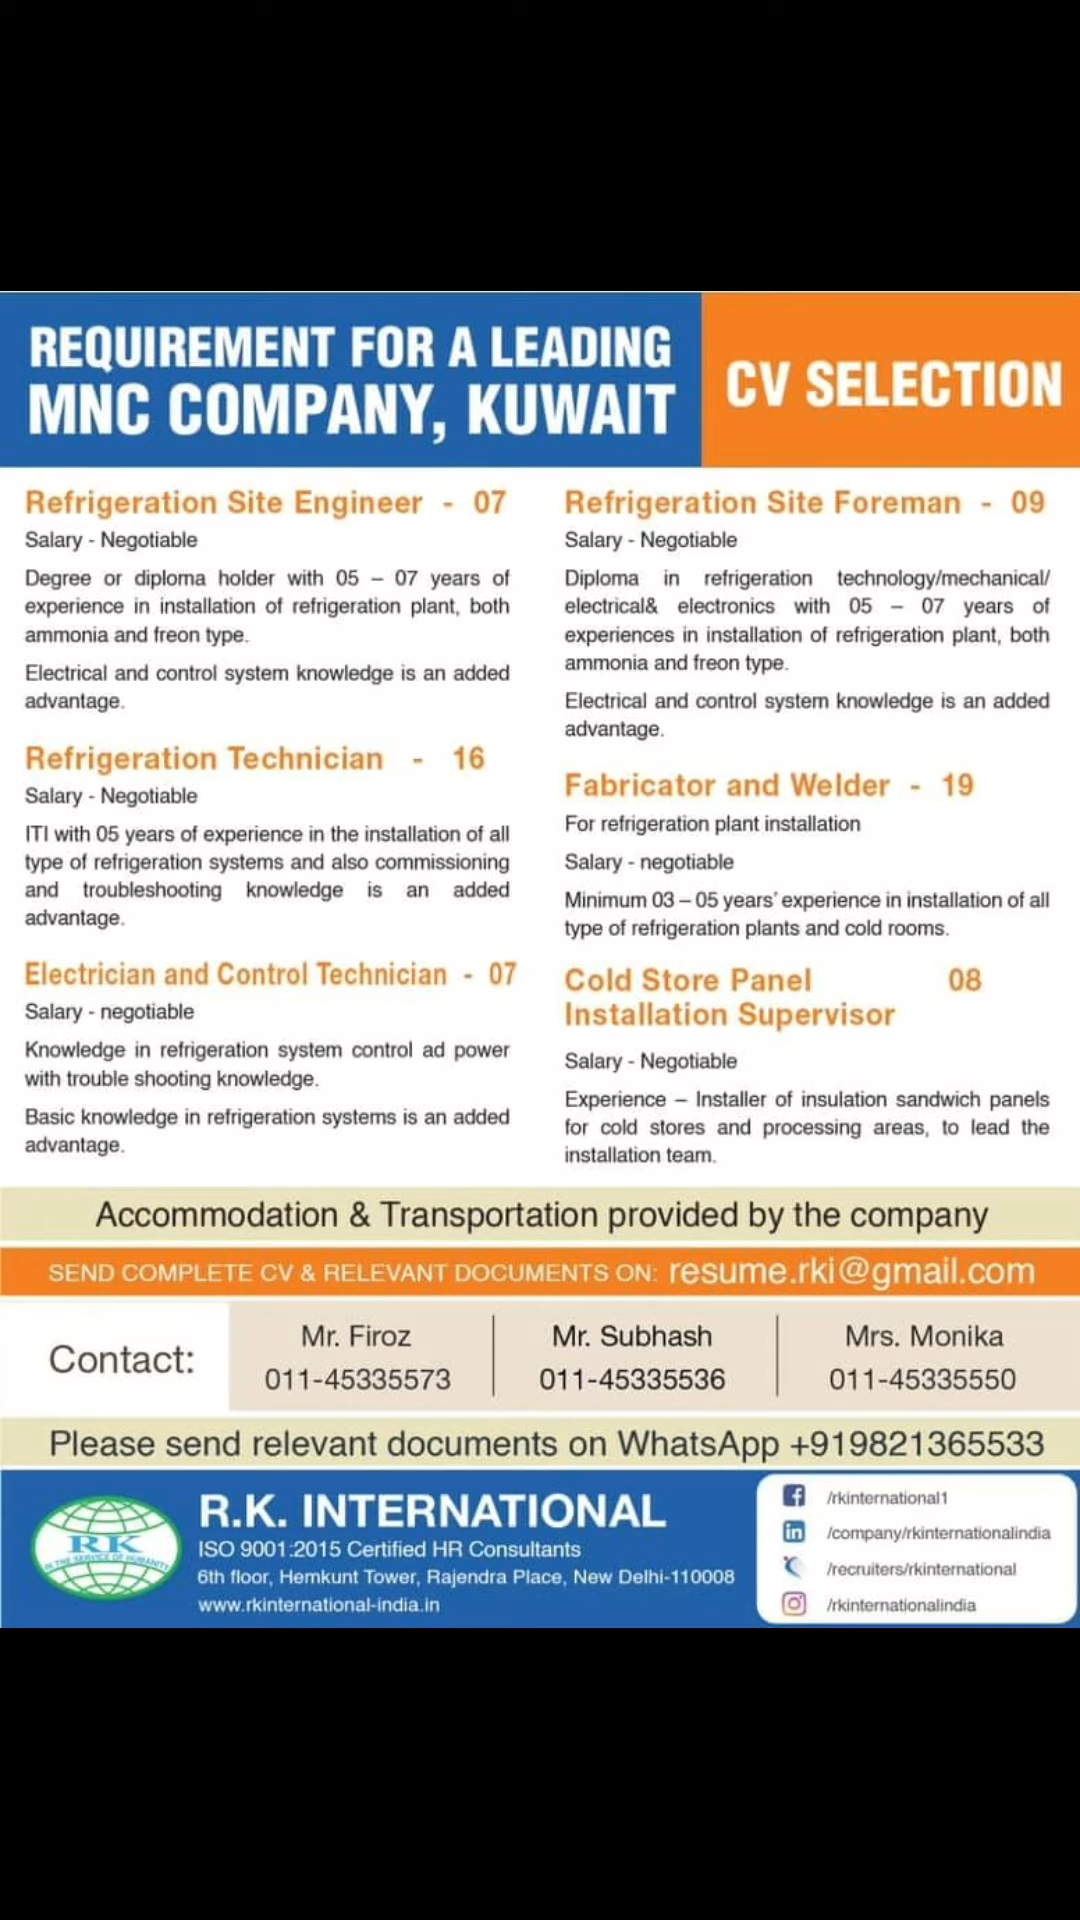 REQUIREMENT FOR A LEADING
MNC COMPANY, KUWAIT
CV SELECTION
Refrigeration Site Engineer - 07
Salary - Negotiable
Degree or diploma holder with 05 – 07 years of
experience in installation of refrigeration plant, both
ammonia and freon type.
Electrical and control system knowledge is an added
advantage.
Refrigeration Technician - 16
Salary - Negotiable
ITI with 05 years of experience in the installation of all
type of refrigeration systems and also commissioning
and troubleshooting knowledge is an added
advantage.
Electrician and Control Technician - 07
Salary - negotiable
Knowledge in refrigeration system control ad power
with trouble shooting knowledge.
Basic knowledge in refrigeration systems is an added
advantage.
Refrigeration Site Foreman - 09
Salary - Negotiable
Diploma in refrigeration technology/mechanical/
electrical& electronics with 05 – 07 years of
experiences in installation of refrigeration plant, both
ammonia and freon type.
Electrical and control system knowledge is an added
advantage.
Fabricator and Welder - 19
For refrigeration plant installation
Salary - negotiable
Minimum 03 – 05 years' experience in installation of all
type of refrigeration plants and cold rooms.
Cold Store Panel 08
Installation Supervisor
Salary - Negotiable
Experience – Installer of insulation sandwich panels
for cold stores and processing areas, to lead the
installation team.
Accommodation & Transportation provided by the company
SEND COMPLETE CV & RELEVANT DOCUMENTS ON: resume.rki@gmail.com
Contact:
Mr. Firoz
011-45335573
Mr. Subhash
011-45335536
Mrs. Monika
011-45335550
Please send relevant documents on WhatsApp +919821365533
RK
IN THE SERVICE OF HUMANITY
R.K. INTERNATIONAL
ISO 9001:2015 Certified HR Consultants
6th floor, Hemkunt Tower, Rajendra Place, New Delhi-110008
www.rkinternational-india.in
/rkinternational1
/company/rkinternationalindia
/recruiters/rkinternational
/rkinternationalindia